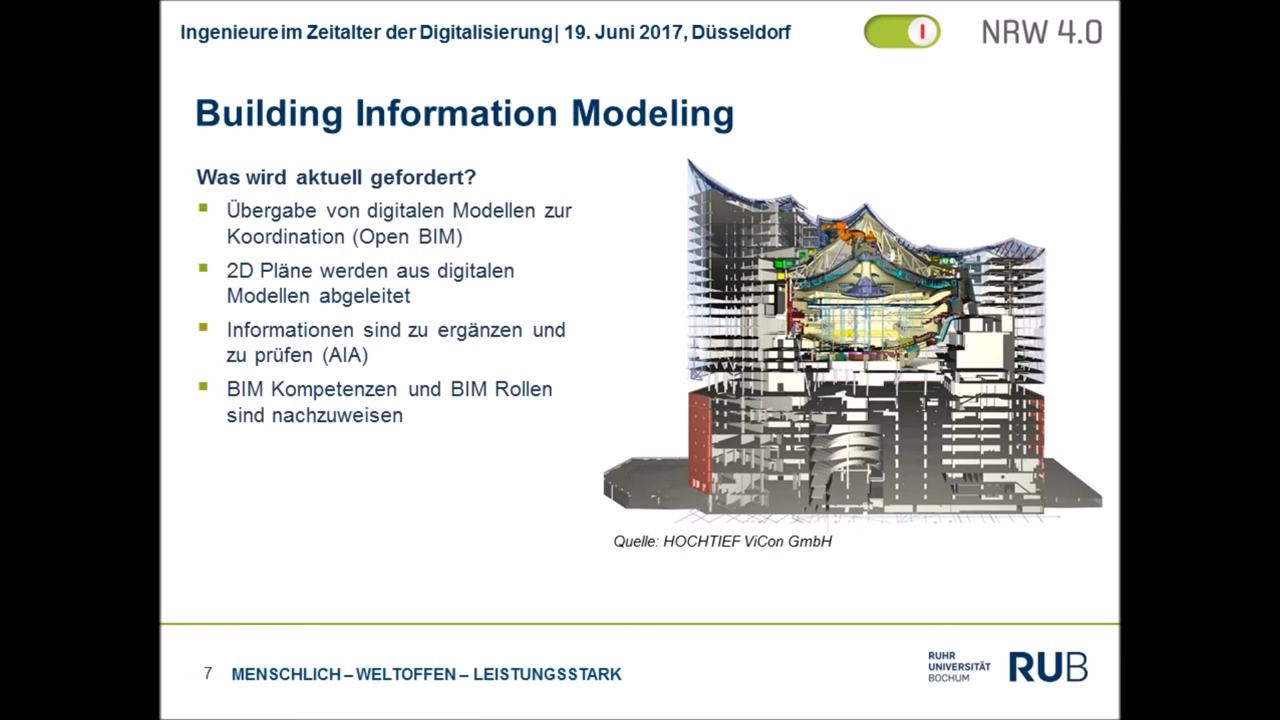 Ingenieure im Zeitalter der Digitalisierung| 19. Juni 2017, Düsseldorf
NRW 4.0
Building Information Modeling
Was wird aktuell gefordert?
Übergabe von digitalen Modellen zur
Koordination (Open BIM)
2D Pläne werden aus digitalen
Modellen abgeleitet
Informationen sind zu ergänzen und
zu prüfen (AIA)
BIM Kompetenzen und BIM Rollen
sind nachzuweisen
Quelle: HOCHTIEF ViCon GmbH
7 MENSCHLICH – WELTOFFEN – LEISTUNGSSTARK
RUHR
UNIVERSITÄT
BOCHUM
RUB